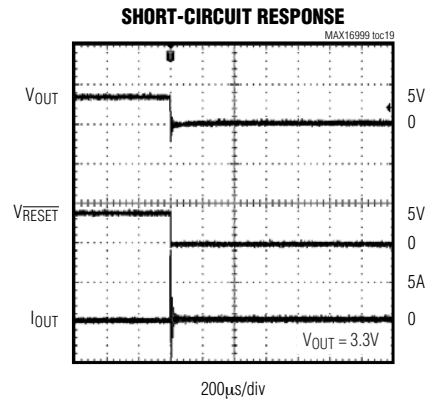 SHORT-CIRCUIT RESPONSE
MAX16999 toc19
VOUT
5V
0
VRESET
5V
0
5A
IOUT
0
VOUT = 3.3V
200µs/div